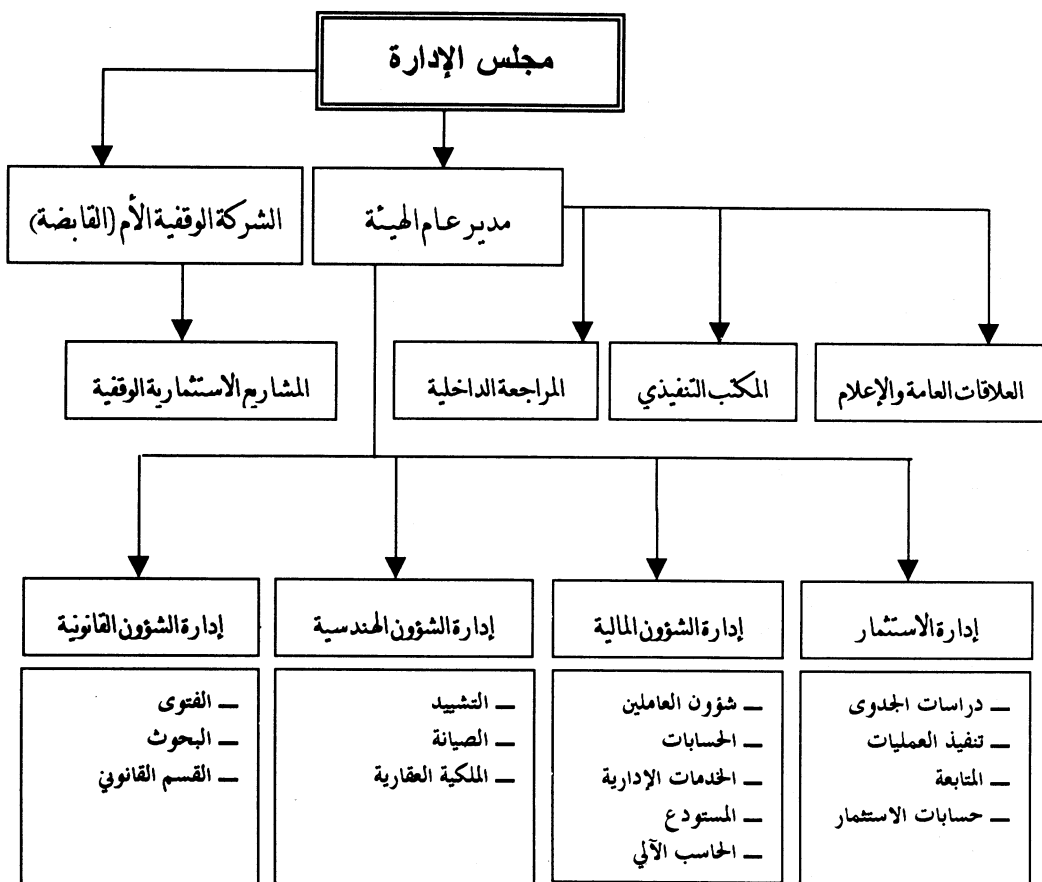 مجلس الإدارة
مدير عام الهيئة
الشركة الوقفية الأم (القابضة)
العلاقات العامة والإعلام
المكتب التنفيذي
المراجعة الداخلية
المشاريع الاستثمارية الوقفية
إدارة الاستثمار
ـ دراسات الجدوى
ـ تنفيذ العمليات
ـ المتابعة
ـ حسابات الاستثمار
إدارة الشؤون المالية
ـ شؤون العاملين
ـ الحسابات
ـ الخدمات الإدارية
ـ المستودع
ـ الحاسب الآلي
إدارة الشؤون الهندسية
ـ التشييد
ـ الصيانة
ـ الملكية العقارية
إدارة الشؤون القانونية
ـ الفتوى
ـ البحوث
ـ القسم القانوني